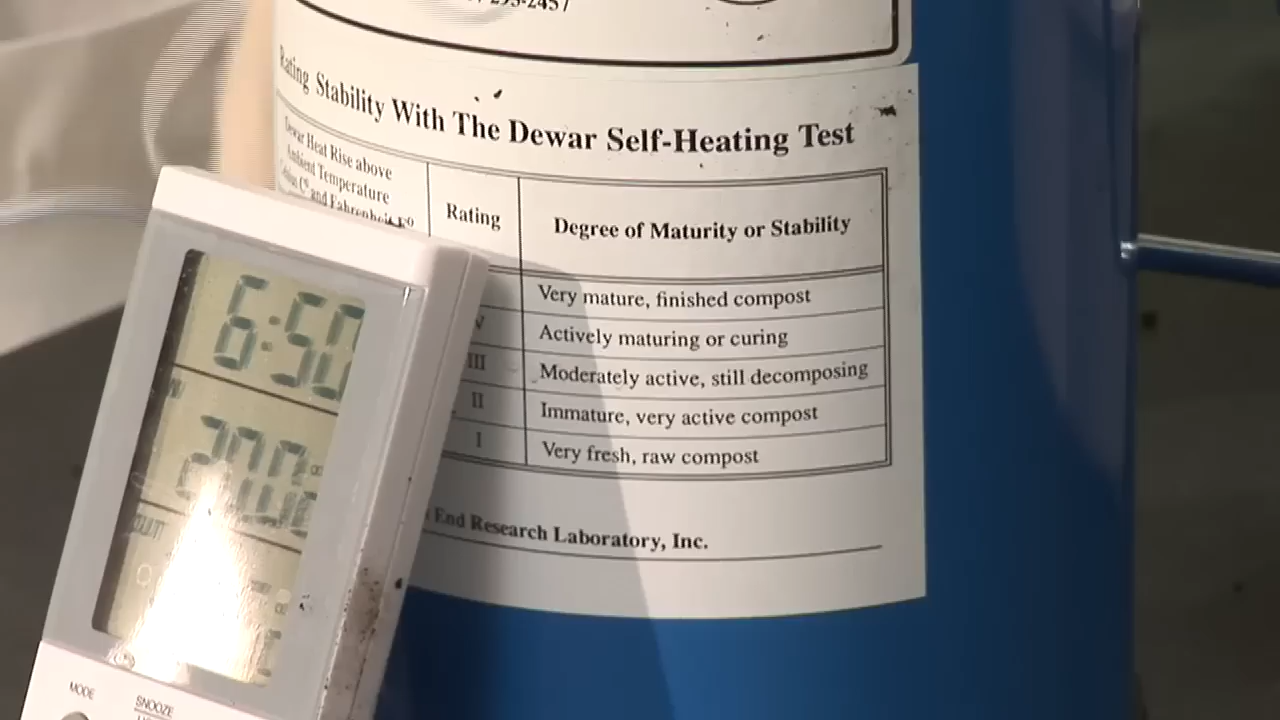 Rating Stability With The Dewar Self-Heating Test
Dewar Heat Rise above
Ambient Temperature
and Fahrenheit
Rating
Degree of Maturity or Stability
Very mature, finished compost
Actively maturing or curing
III Moderately active, still decomposing
II Immature, very active compost
I Very fresh, raw compost
End Research Laboratory, Inc.
6:50
MODE
SNOOZE